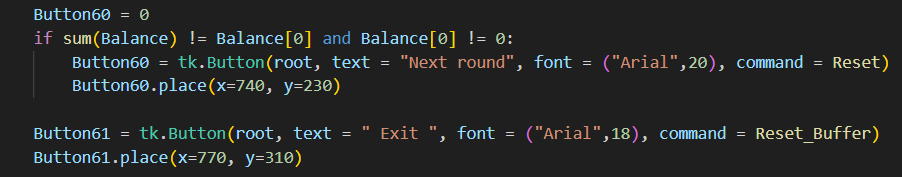 Button60 = 0
if sum(Balance) != Balance[0] and Balance[0] != 0:
    Button60 = tk.Button(root, text = "Next round", font = ("Arial",20), command = Reset)
    Button60.place(x=740, y=230)

Button61 = tk.Button(root, text = " Exit ", font = ("Arial",18), command = Reset_Buffer)
Button61.place(x=770, y=310)